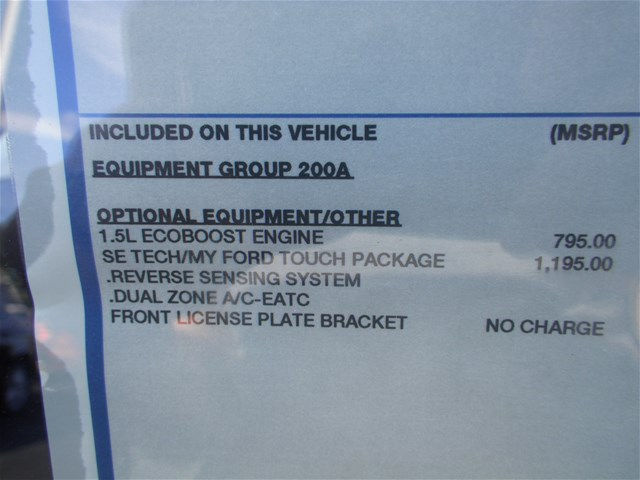 INCLUDED ON THIS VEHICLE (MSRP)
EQUIPMENT GROUP 200A
OPTIONAL EQUIPMENT/OTHER
1.5L ECOBOOST ENGINE 795.00
SE TECH/MY FORD TOUCH PACKAGE 1,195.00
.REVERSE SENSING SYSTEM
.DUAL ZONE A/C-EATC
FRONT LICENSE PLATE BRACKET NO CHARGE